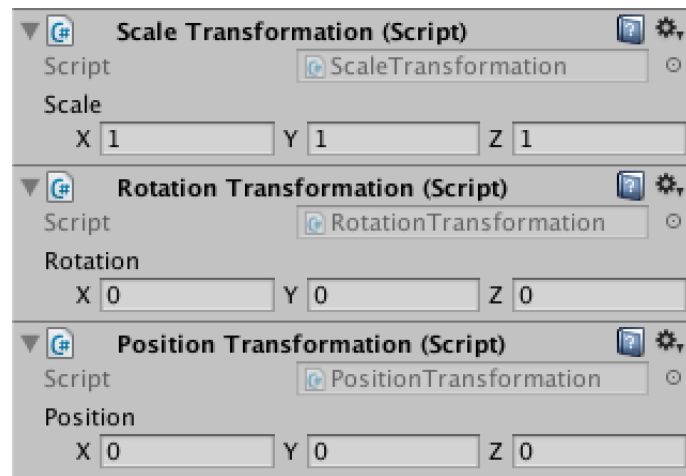 Scale Transformation (Script)
Script ScaleTransformation
Scale
X 1 Y 1 Z 1
Rotation Transformation (Script)
Script RotationTransformation
Rotation
X 0 Y 0 Z 0
Position Transformation (Script)
Script PositionTransformation
Position
X 0 Y 0 Z 0